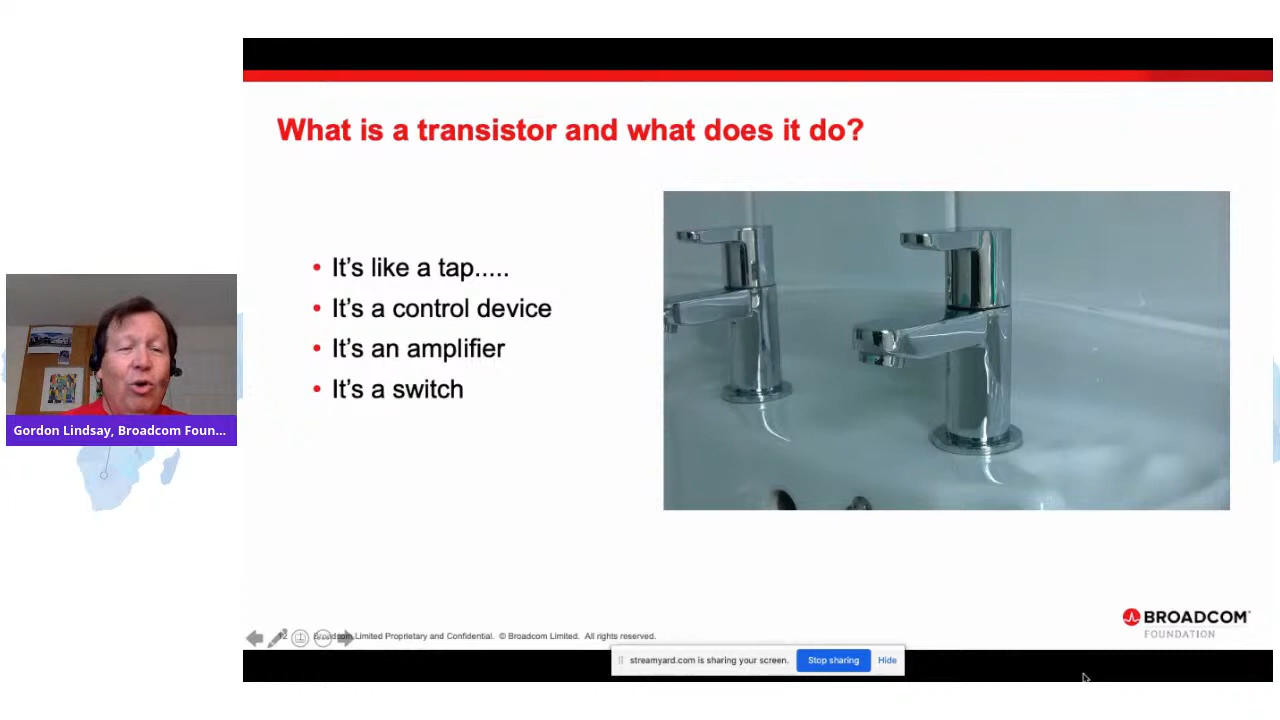 What is a transistor and what does it do?
• It's like a tap.....
• It's a control device
• It's an amplifier
• It's a switch
Gordon Lindsay, Broadcom Foun...
BROADCOM
FOUNDATION
12 Broadcom Limited Proprietary and Confidential. © Broadcom Limited. All rights reserved.
streamyard.com is sharing your screen. Stop sharing Hide